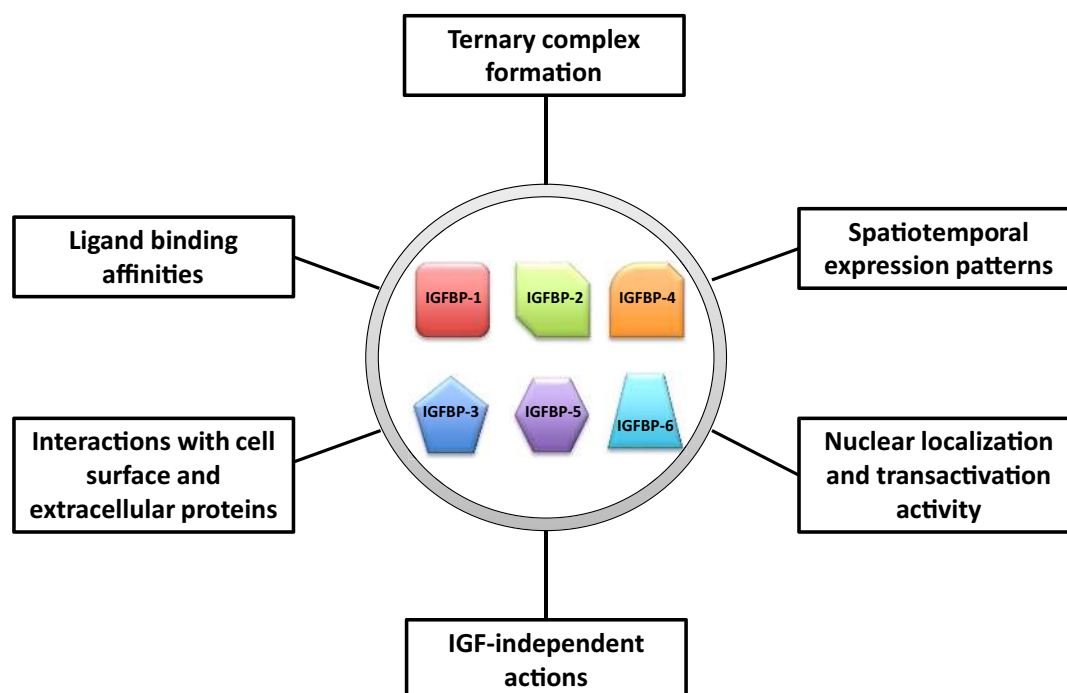 Ternary complex
formation
Ligand binding
affinities
Spatiotemporal
expression patterns
IGFBP-1
IGFBP-2
IGFBP-4
IGFBP-3
IGFBP-5
IGFBP-6
Interactions with cell
surface and
extracellular proteins
Nuclear localization
and transactivation
activity
IGF-independent
actions